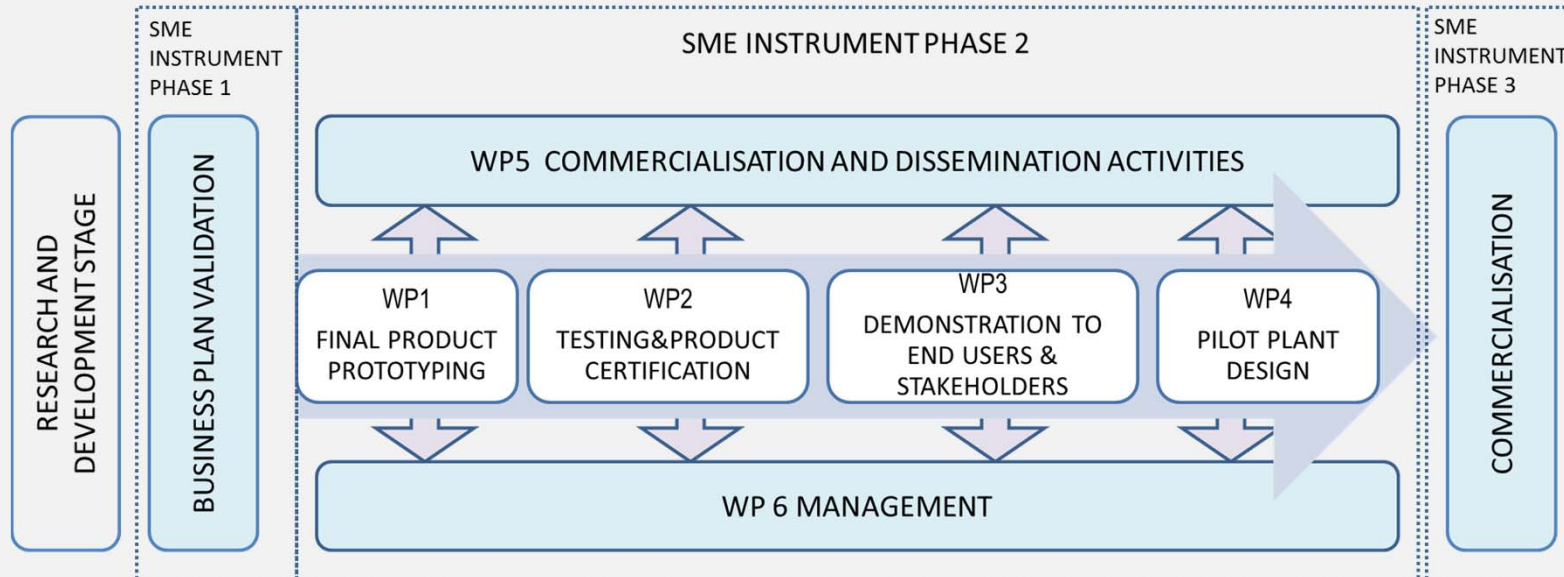 RESEARCH AND
DEVELOPMENT STAGE
SME
INSTRUMENT
PHASE 1
BUSINESS PLAN VALIDATION
SME INSTRUMENT PHASE 2
WP5 COMMERCIALISATION AND DISSEMINATION ACTIVITIES
WP1
FINAL PRODUCT
PROTOTYPING
WP2
TESTING&PRODUCT
CERTIFICATION
WP3
DEMONSTRATION TO
END USERS &
STAKEHOLDERS
WP4
PILOT PLANT
DESIGN
WP 6 MANAGEMENT
SME
INSTRUMENT
PHASE 3
COMMERCIALISATION